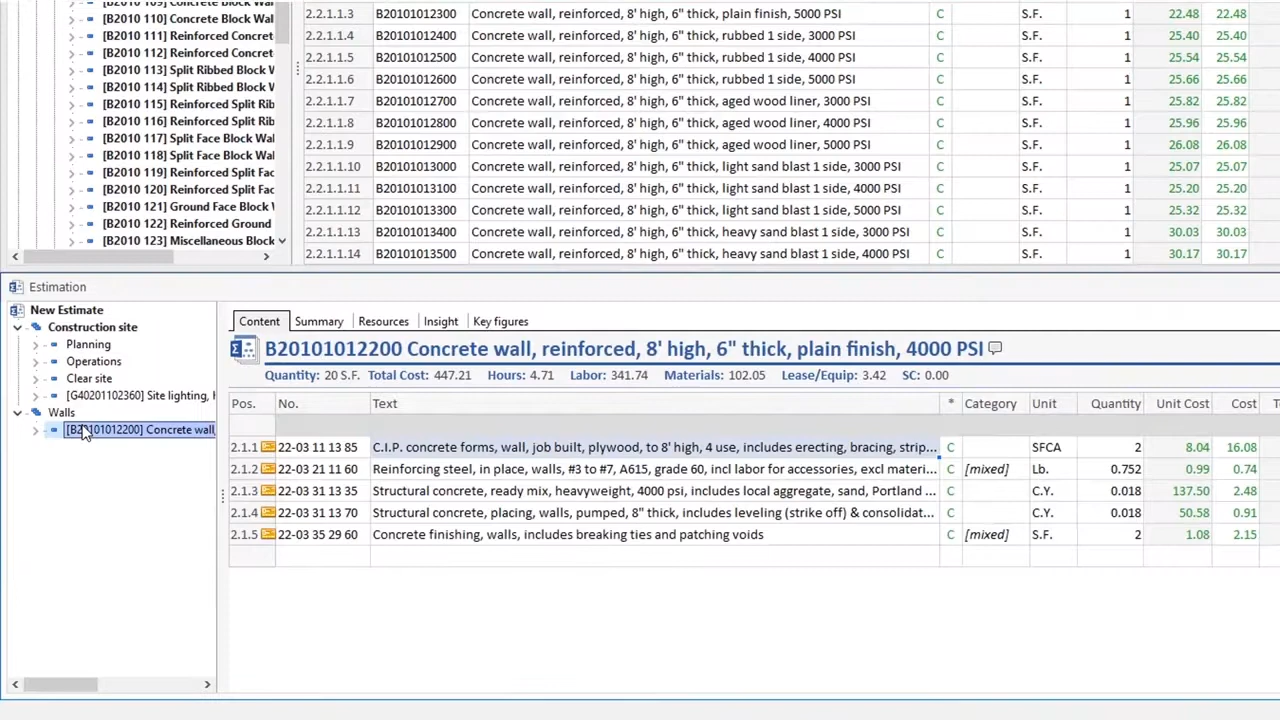 [B2010 110] Concrete Block
[B2010 111] Reinforced Concret
[B2010 112] Reinforced Concret
[B2010 113] Split Ribbed Block W
[B2010 114] Split Ribbed Block W
[B2010 115] Reinforced Split Rib
[B2010 116] Reinforced Split Rib
[B2010 117] Split Face Block Wal
[B2010 118] Split Face Block Wal
[B2010 119] Reinforced Split Fac
[B2010 120] Reinforced Split Fac
[B2010 121] Ground Face Block W
[B2010 122] Reinforced Ground
[B2010 123] Miscellaneous Block
2.2.1.1.3 B20101012300 Concrete wall, reinforced, 8' high, 6" thick, plain finish, 5000 PSI C S.F. 1 22.48 22.48
2.2.1.1.4 B20101012400 Concrete wall, reinforced, 8' high, 6" thick, rubbed 1 side, 3000 PSI C S.F. 1 25.40 25.40
2.2.1.1.5 B20101012500 Concrete wall, reinforced, 8' high, 6" thick, rubbed 1 side, 4000 PSI C S.F. 1 25.54 25.54
2.2.1.1.6 B20101012600 Concrete wall, reinforced, 8' high, 6" thick, rubbed 1 side, 5000 PSI C S.F. 1 25.66 25.66
2.2.1.1.7 B20101012700 Concrete wall, reinforced, 8' high, 6" thick, aged wood liner, 3000 PSI C S.F. 1 25.82 25.82
2.2.1.1.8 B20101012800 Concrete wall, reinforced, 8' high, 6" thick, aged wood liner, 4000 PSI C S.F. 1 25.96 25.96
2.2.1.1.9 B20101012900 Concrete wall, reinforced, 8' high, 6" thick, aged wood liner, 5000 PSI C S.F. 1 26.08 26.08
2.2.1.1.10 B20101013000 Concrete wall, reinforced, 8' high, 6" thick, light sand blast 1 side, 3000 PSI C S.F. 1 25.07 25.07
2.2.1.1.11 B20101013100 Concrete wall, reinforced, 8' high, 6" thick, light sand blast 1 side, 4000 PSI C S.F. 1 25.20 25.20
2.2.1.1.12 B20101013300 Concrete wall, reinforced, 8' high, 6" thick, light sand blast 1 side, 5000 PSI C S.F. 1 25.32 25.32
2.2.1.1.13 B20101013400 Concrete wall, reinforced, 8' high, 6" thick, heavy sand blast 1 side, 3000 PSI C S.F. 1 30.03 30.03
2.2.1.1.14 B20101013500 Concrete wall, reinforced, 8' high, 6" thick, heavy sand blast 1 side, 4000 PSI C S.F. 1 30.17 30.17
Estimation
New Estimate
Construction site
Planning
Operations
Clear site
[G40201102360] Site lighting, H
Walls
[B20101012200] Concrete wall,
Content Summary Resources Insight Key figures
B20101012200 Concrete wall, reinforced, 8' high, 6" thick, plain finish, 4000 PSI
Quantity: 20 S.F. Total Cost: 447.21 Hours: 4.71 Labor: 341.74 Materials: 102.05 Lease/Equip: 3.42 SC: 0.00
Pos. No. Text * Category Unit Quantity Unit Cost Cost
2.1.1 22-03 11 13 85 C.I.P. concrete forms, wall, job built, plywood, to 8' high, 4 use, includes erecting, bracing, strip... C SFCA 2 8.04 16.08
2.1.2 22-03 21 11 60 Reinforcing steel, in place, walls, #3 to #7, A615, grade 60, incl labor for accessories, excl materi... C [mixed] Lb. 0.752 0.99 0.74
2.1.3 22-03 31 13 35 Structural concrete, ready mix, heavyweight, 4000 psi, includes local aggregate, sand, Portland ... C C.Y. 0.018 137.50 2.48
2.1.4 22-03 31 13 70 Structural concrete, placing, walls, pumped, 8" thick, includes leveling (strike off) & consolidat... C C.Y. 0.018 50.58 0.91
2.1.5 22-03 35 29 60 Concrete finishing, walls, includes breaking ties and patching voids C [mixed] S.F. 2 1.08 2.15